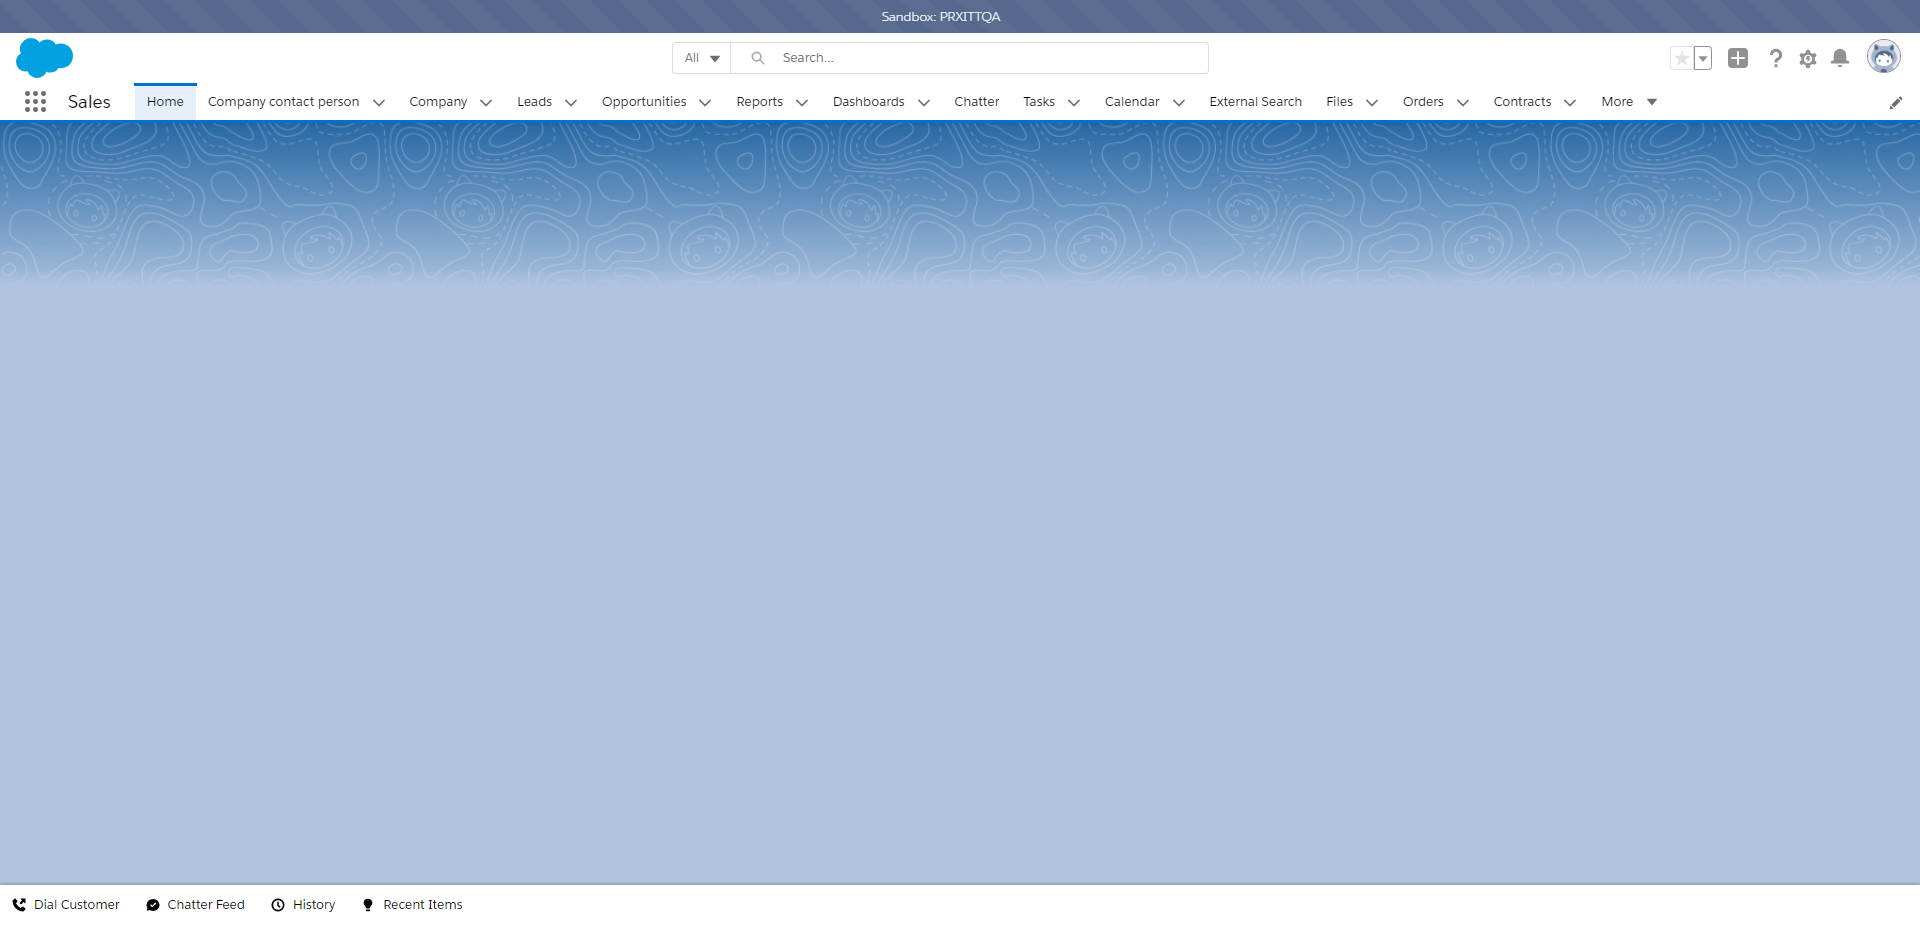 Sandbox: PRXITTQA
All
Search...
Sales
Home
Company contact person
Company
Leads
Opportunities
Reports
Dashboards
Chatter
Tasks
Calendar
External Search
Files
Orders
Contracts
More
Dial Customer
Chatter Feed
History
Recent Items